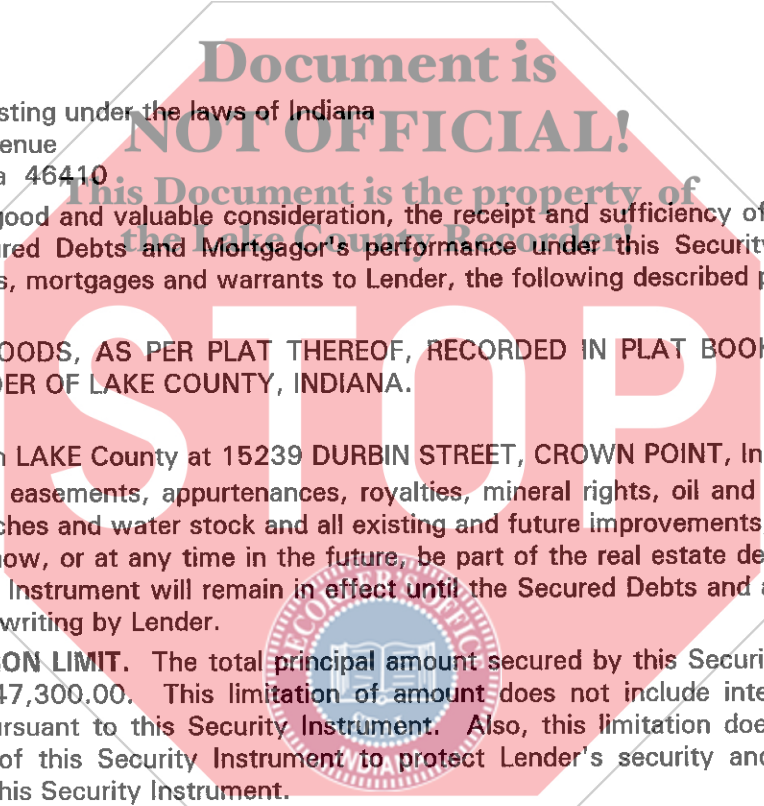 Document is
sting under the laws of Indiana
NOT OFFICIAL!
enue
a 46410
This Document is the property of
good and valuable consideration, the receipt and sufficiency of
the Lake County Recorder!
ured Debts and Mortgagor's performance under this Security
s, mortgages and warrants to Lender, the following described p
STOP
OODS, AS PER PLAT THEREOF, RECORDED IN PLAT BOOK
DER OF LAKE COUNTY, INDIANA.
n LAKE County at 15239 DURBIN STREET, CROWN POINT, In
easements, appurtenances, royalties, mineral rights, oil and
ches and water stock and all existing and future improvements
now, or at any time in the future, be part of the real estate de
Instrument will remain in effect until the Secured Debts and a
writing by Lender.
RECORDER'S OFFICE
ON LIMIT. The total principal amount secured by this Securi
47,300.00. This limitation of amount does not include inte
ursuant to this Security Instrument. Also, this limitation doe
of this Security Instrument to protect Lender's security and
INDIANA
his Security Instrument.